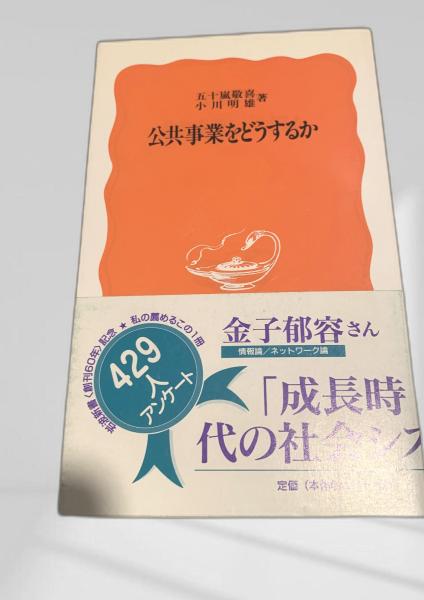 五十嵐敬喜
小川明雄 著
公共事業をどうするか
岩波新書〈創刊60年〉記念 ★ 私の薦めるこの1冊
429人
アンケート
金子郁容さん
情報論／ネットワーク論
「成長時
代の社会シス
定価（本体